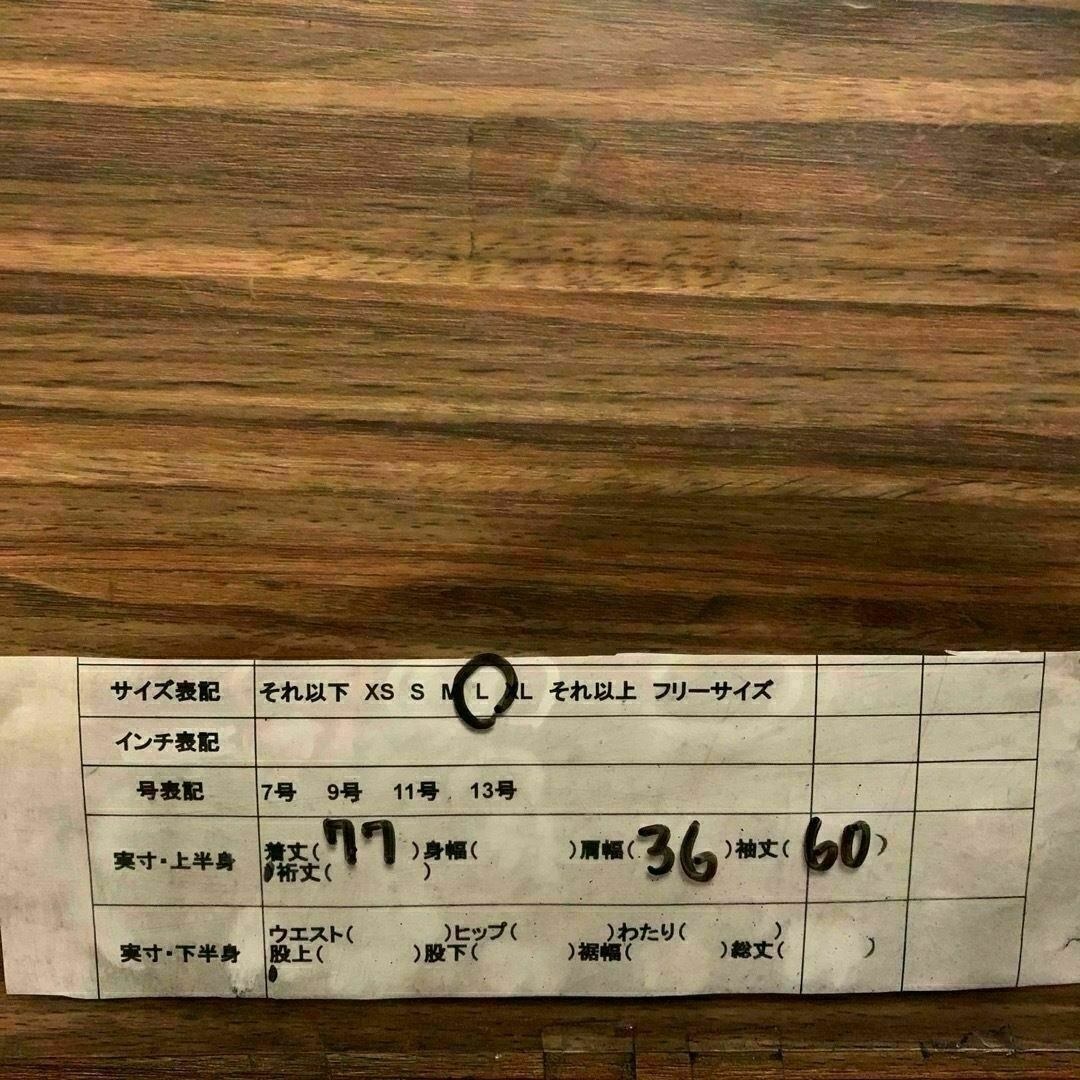 サイズ表記 それ以下 XS S M L XL それ以上 フリーサイズ
インチ表記
号表記 7号 9号 11号 13号
実寸・上半身 着丈( 77 )身幅( )肩幅( 36 )袖丈( 60 )
裄丈( )
実寸・下半身 ウエスト( )ヒップ( )わたり( )
股上( )股下( )裾幅( )総丈( )